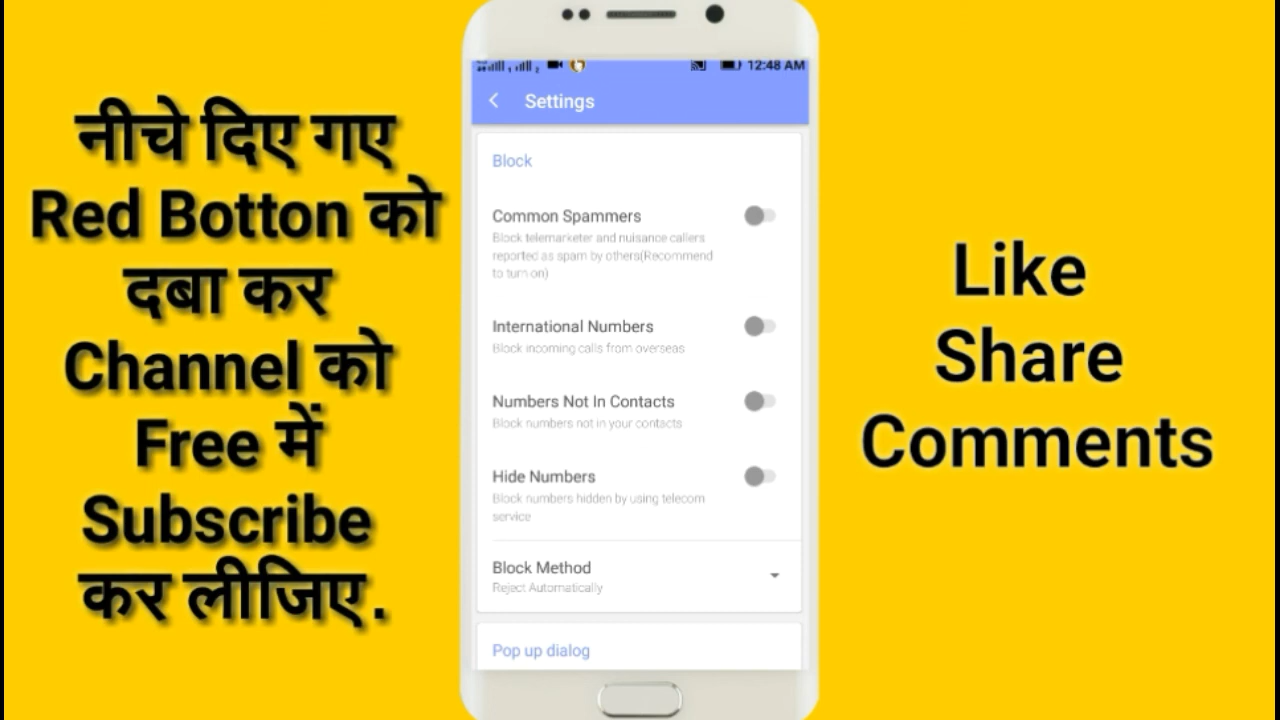 नीचे दिए गए
Red Botton को
दबा कर
Channel को
Free में
Subscribe
कर लीजिए.
12:48 AM
Settings
Block
Common Spammers
Block telemarketer and nuisance callers
reported as spam by others(Recommend
to turn on)
International Numbers
Block incoming calls from overseas
Numbers Not In Contacts
Block numbers not in your contacts
Hide Numbers
Block numbers hidden by using telecom
service
Block Method
Reject Automatically
Pop up dialog
Like
Share
Comments